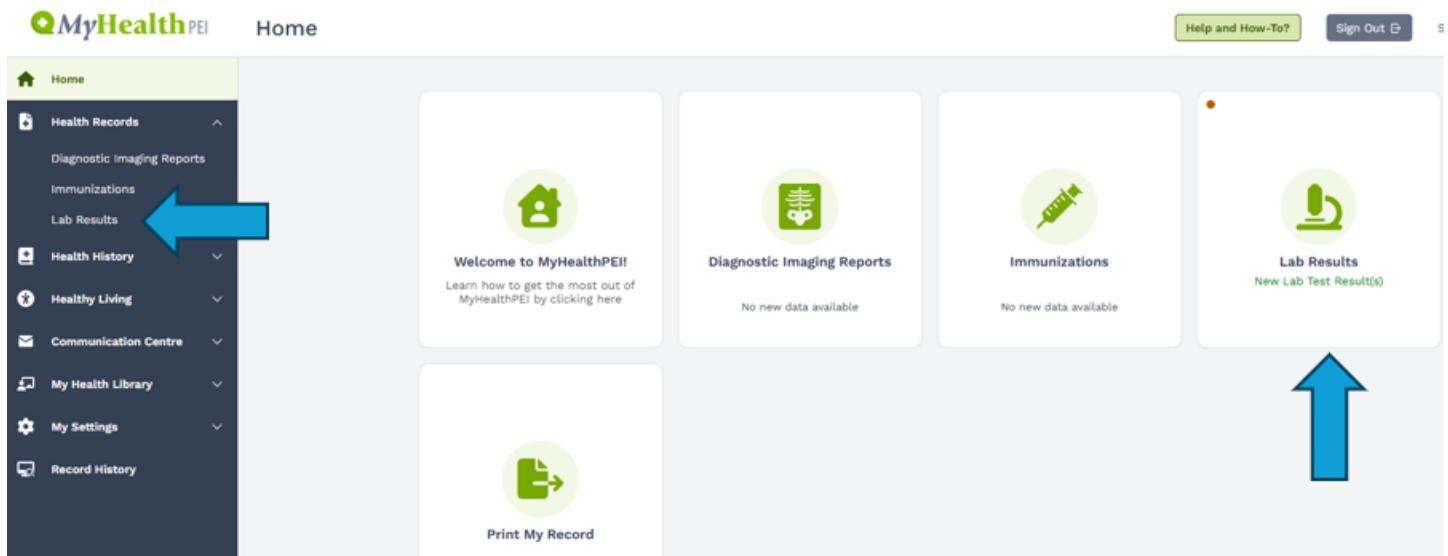 MyHealth PEI
Home
Help and How-To?
Sign Out
S
Home
Health Records
Diagnostic Imaging Reports
Immunizations
Lab Results
Health History
Healthy Living
Communication Centre
My Health Library
My Settings
Record History
Welcome to MyHealthPEI!
Learn how to get the most out of
MyHealthPEI by clicking here
Diagnostic Imaging Reports
No new data available
Immunizations
No new data available
Lab Results
New Lab Test Result(s)
Print My Record